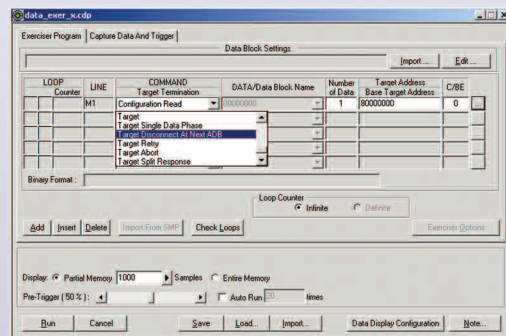 data_exer_x.cdp
Exerciser Program Capture Data And Trigger
Data Block Settings
Import ... Edit ...
LOOP Counter LINE COMMAND Target Termination DATA/Data Block Name Number of Data Target Address Base Target Address C/BE
M1 Configuration Read 00000000 1 80000000 0 ...
Target
Target Single Data Phase
Target Disconnect At Next ADB
Target Retry
Target Abort
Target Split Response
Binary Format :
Loop Counter
Infinite Definite
Add Insert Delete Import From SMP Check Loops Exerciser Options
Display: Partial Memory 1000 Samples Entire Memory
Pre-Trigger ( 50 % ) : Auto Run 20 times
Run Cancel Save Load... Import... Data Display Configuration Note...